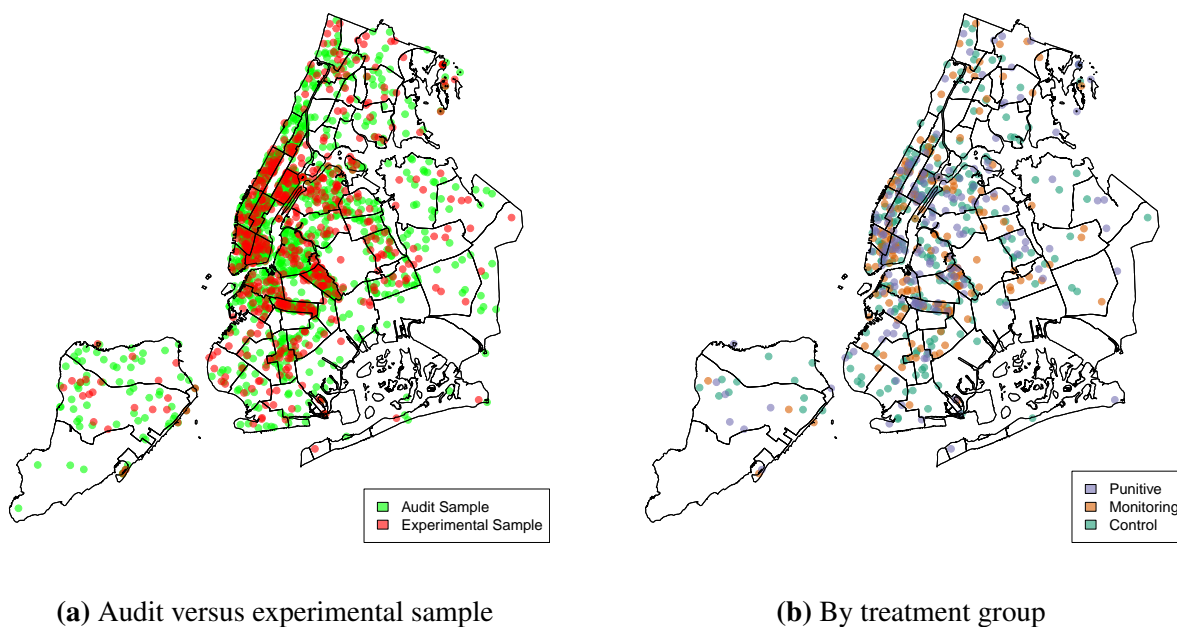 Audit Sample
Experimental Sample
Punitive
Monitoring
Control
(a) Audit versus experimental sample
(b) By treatment group